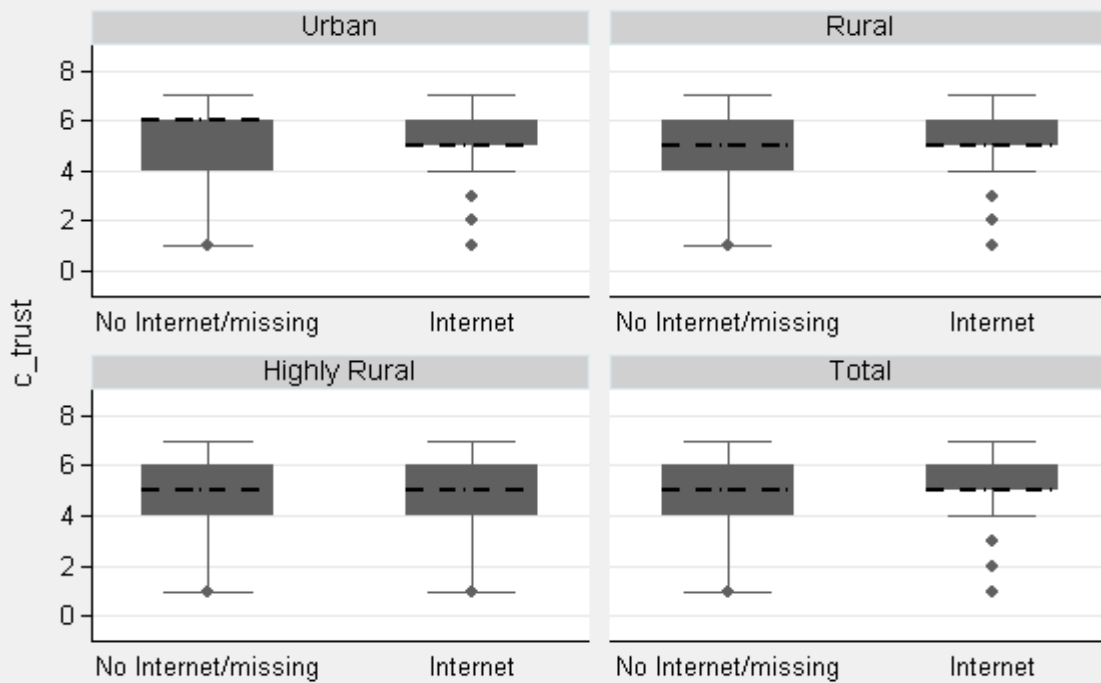 Urban
Rural
8
6
4
2
0
No Internet/missing
Internet
No Internet/missing
Internet
c_trust
Highly Rural
Total
8
6
4
2
0
No Internet/missing
Internet
No Internet/missing
Internet